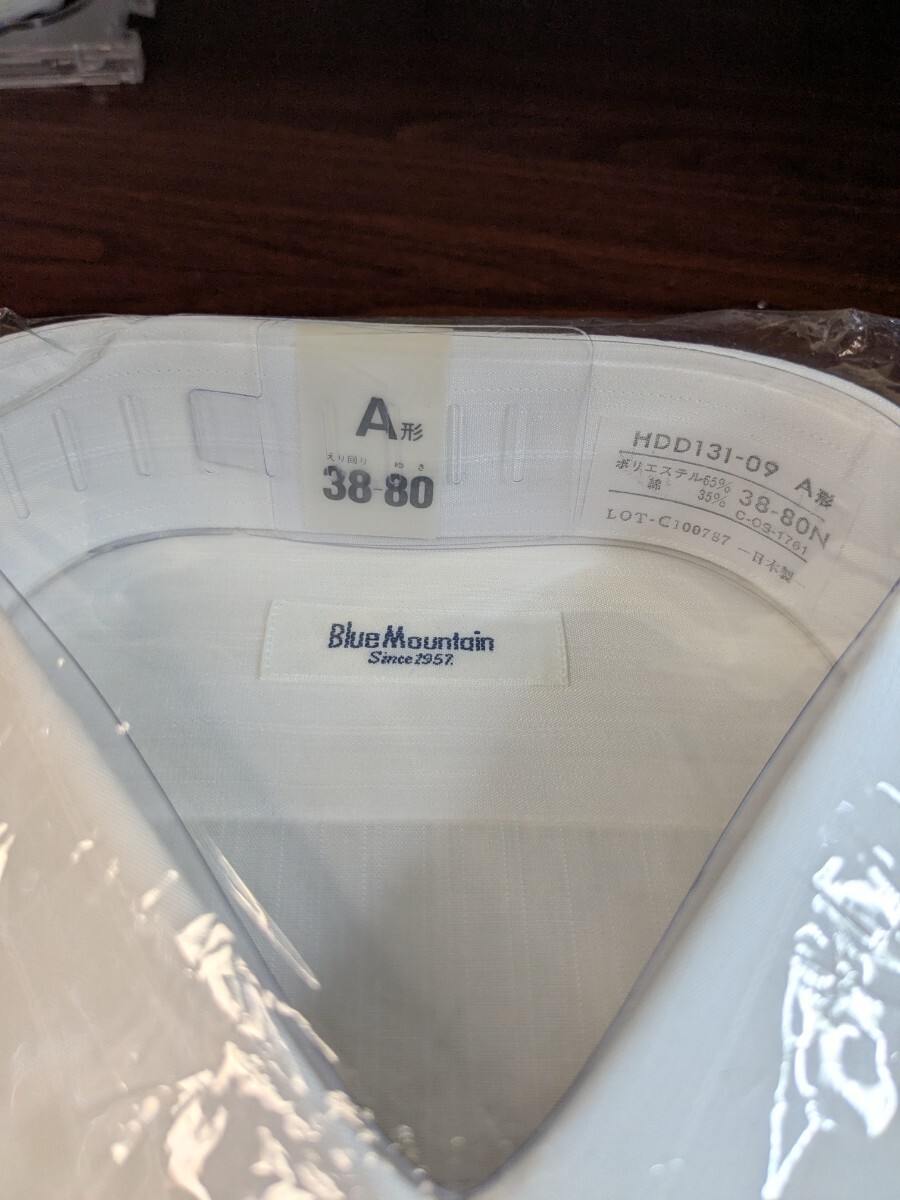 A形
えり回り ゆき
38-80
HDD131-09 A形
ポリエステル65% 38-80N
綿 35% C-03-1761
LOT-C100787 日本製
Blue Mountain
Since 1957.